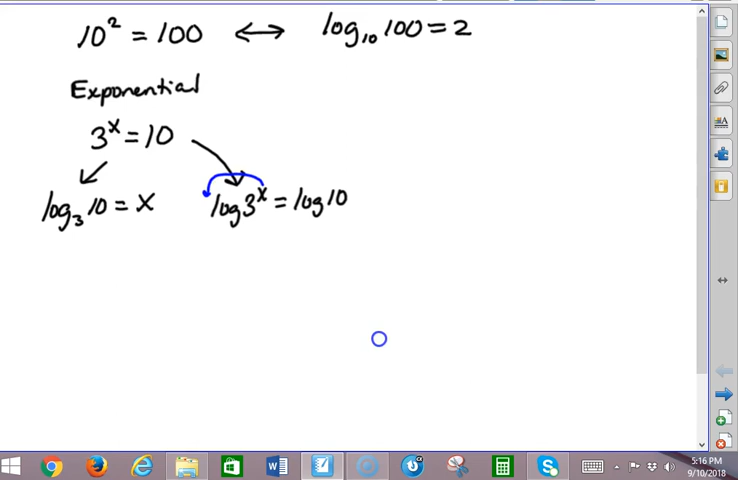 10² = 100 ↔ log₁₀ 100 = 2
Exponential
3ˣ = 10
log₃ 10 = x log 3ˣ = log 10
5:16 PM
9/10/2018